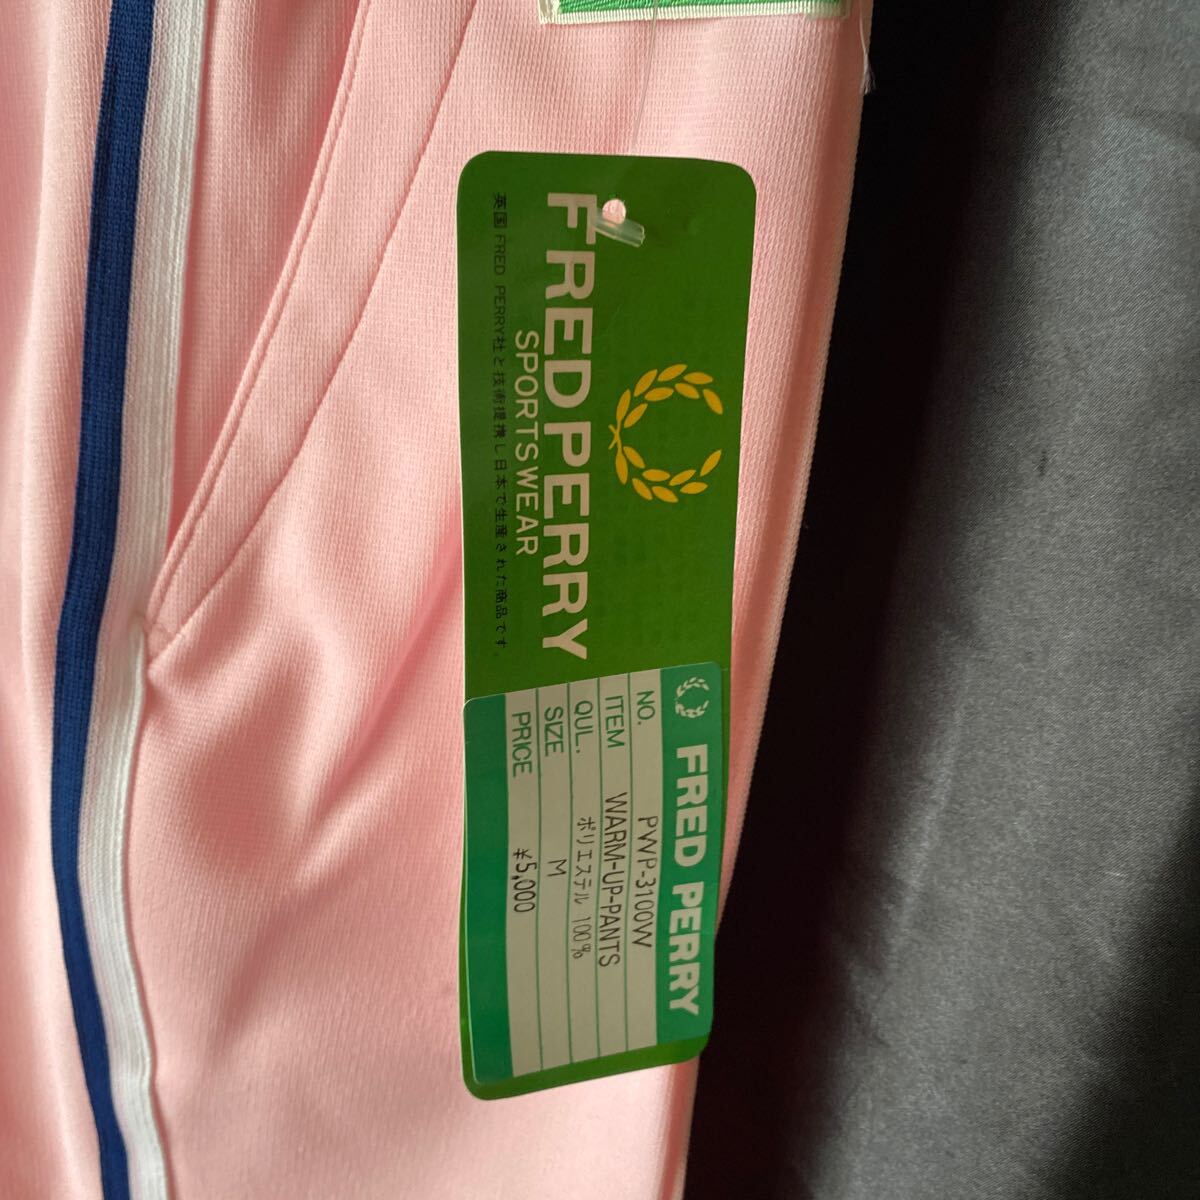 FRED PERRY
SPORTSWEAR
英国 FRED PERRY社と技術提携し日本で生産された商品です。
FRED PERRY
NO. PWP-3100W
ITEM WARM-UP-PANTS
QUL. ポリエステル 100%
SIZE M
PRICE ¥5,000